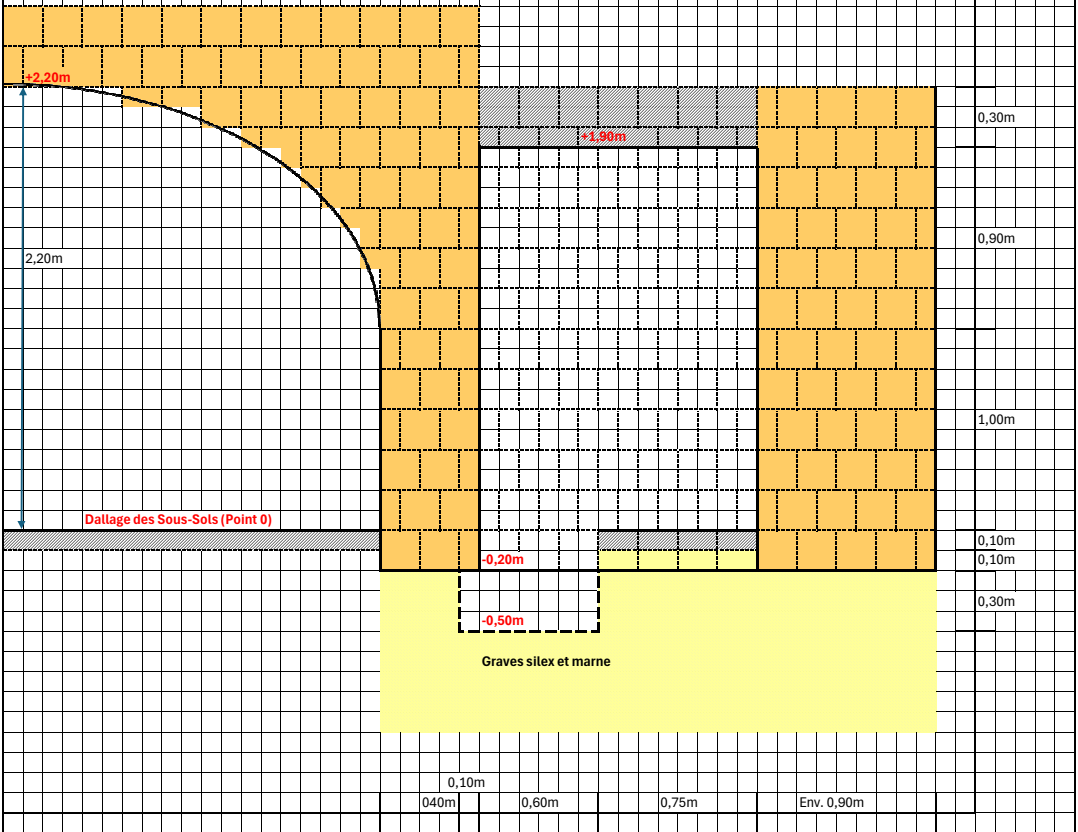 +2,20m
0,30m
+1,90m
0,90m
2,20m
1,00m
Dallage des Sous-Sols (Point 0)
0,10m
-0,20m
0,10m
0,30m
-0,50m
Graves silex et marne
0,10m
040m
0,60m
0,75m
Env. 0,90m